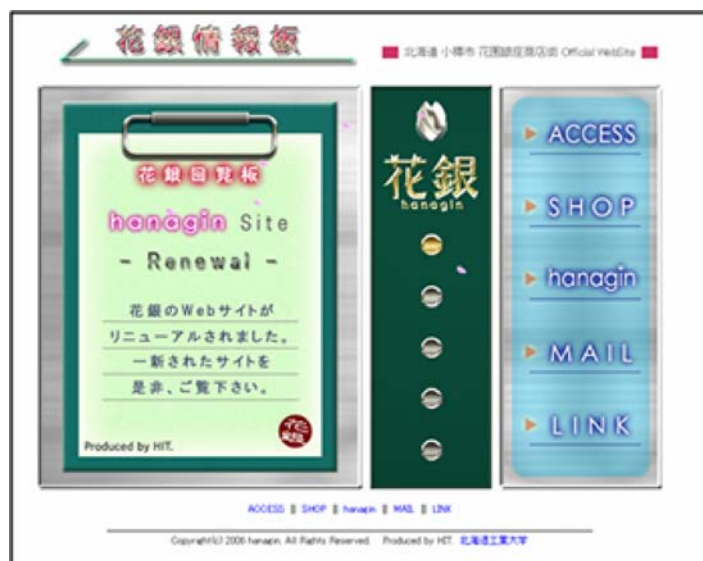 花銀情報板
北海道 小樽市 花園銀座商店街 Official WebSite
花銀回覧板
hanagin Site
- Renewal -
花銀のWebサイトが
リニューアルされました。
一新されたサイトを
是非、ご覧下さい。
Produced by HIT.
花銀
hanagin
ACCESS
SHOP
hanagin
MAIL
LINK
ACCESS || SHOP || hanagin || MAIL || LINK
Copyright(c) 2006 hanagin. All Rights Reserved. Produced by HIT. 北海道工業大学